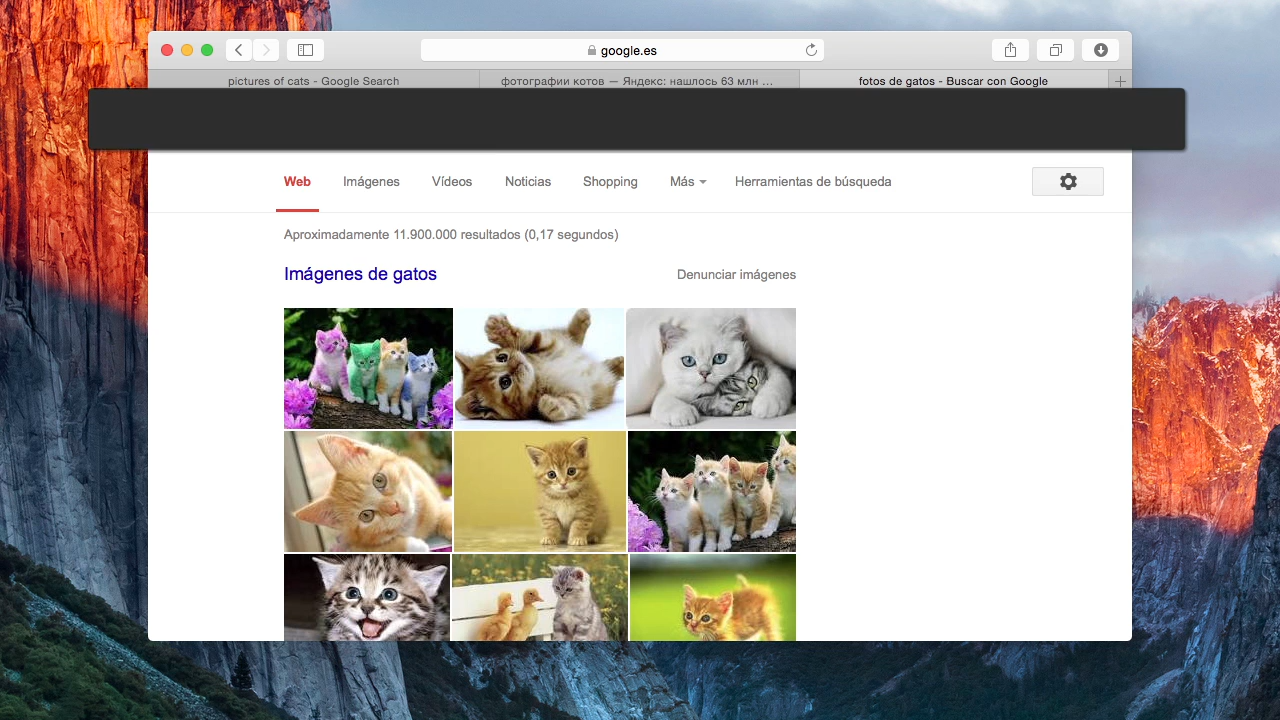 google.es
pictures of cats - Google Search
фотографии котов — Яндекс: нашлось 63 млн ...
fotos de gatos - Buscar con Google
Web Imágenes Vídeos Noticias Shopping Más Herramientas de búsqueda
Aproximadamente 11.900.000 resultados (0,17 segundos)
Imágenes de gatos
Denunciar imágenes